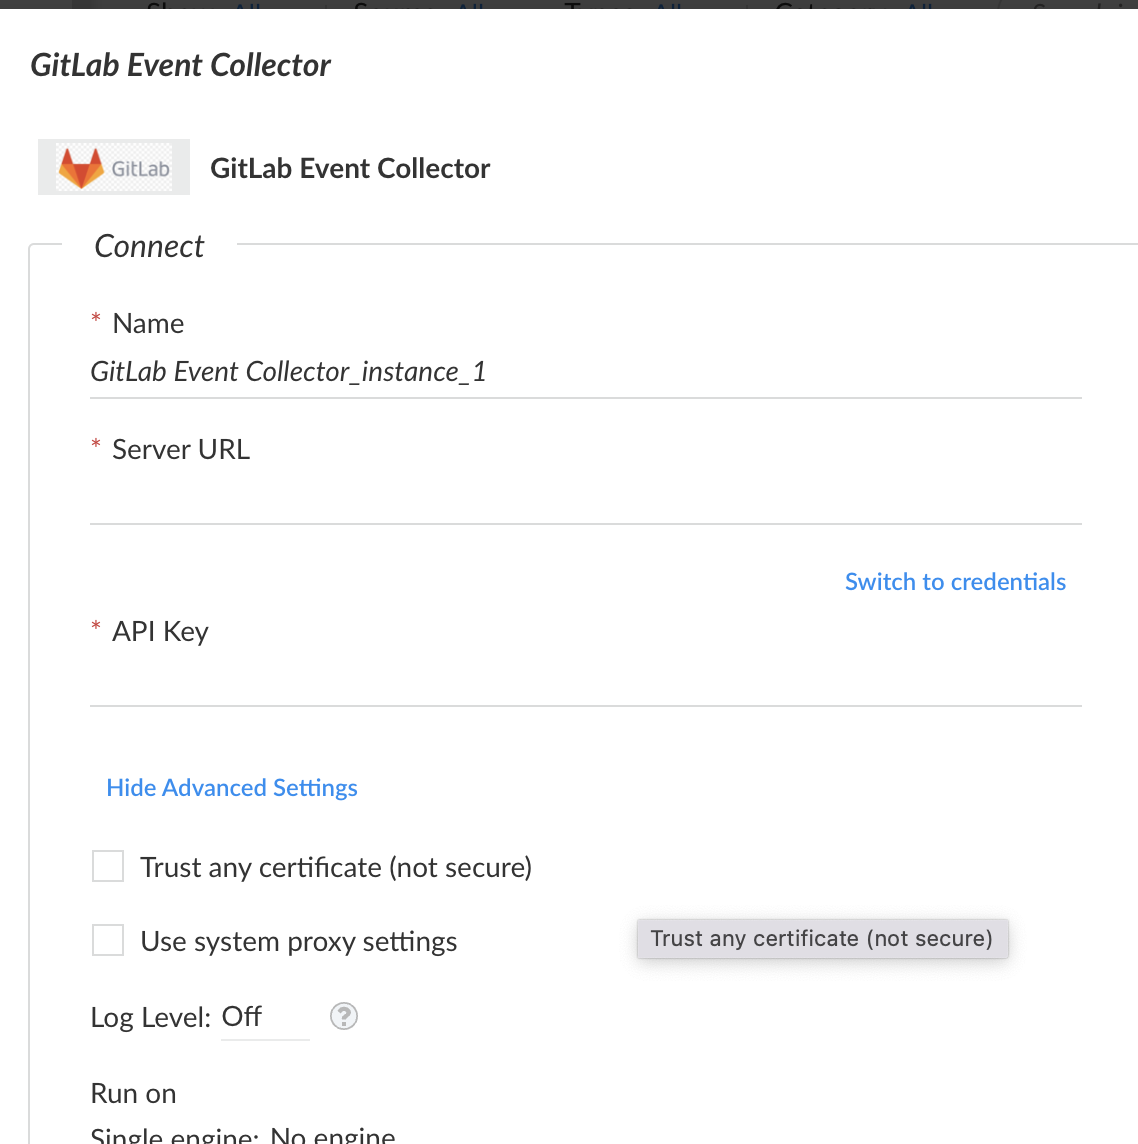 GitLab Event Collector
GitLab
GitLab Event Collector
Connect
* Name
GitLab Event Collector_instance_1
* Server URL
Switch to credentials
* API Key
Hide Advanced Settings
Trust any certificate (not secure)
Use system proxy settings
Trust any certificate (not secure)
Log Level: Off ?
Run on
Single engine: No engine